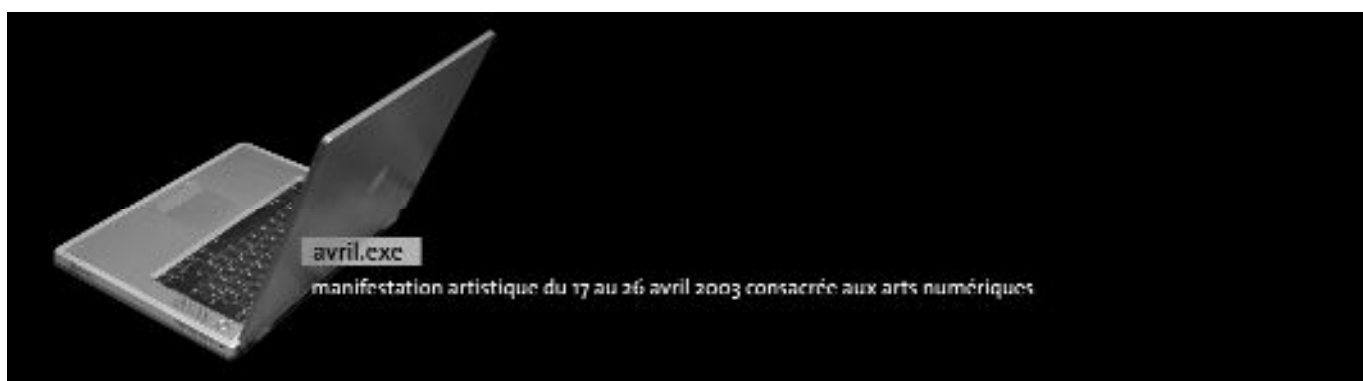 avril.exe
manifestation artistique du 17 au 26 avril 2003 consacrée aux arts numériques